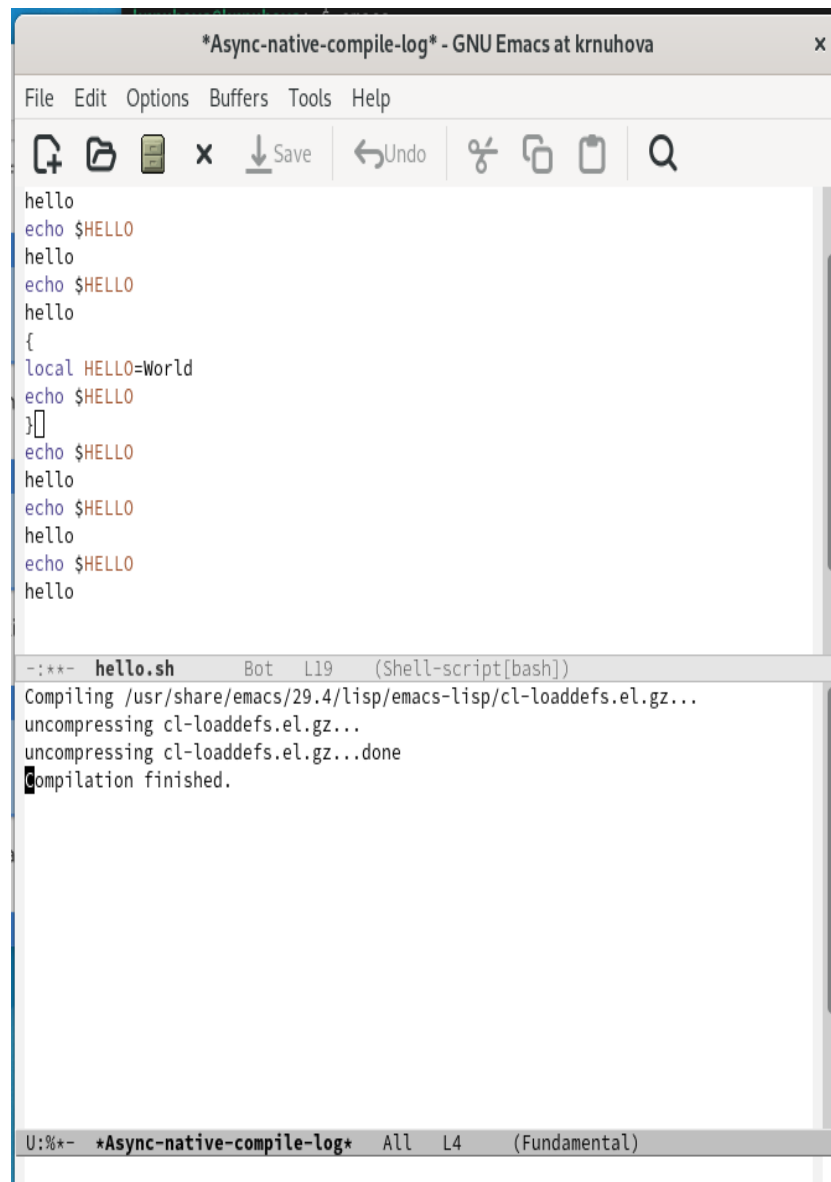 *Async-native-compile-log* - GNU Emacs at krnuhova
File Edit Options Buffers Tools Help
Save Undo
hello
echo $HELLO
hello
echo $HELLO
hello
{
local HELLO=World
echo $HELLO
}
echo $HELLO
hello
echo $HELLO
hello
echo $HELLO
hello
-:**- hello.sh Bot L19 (Shell-script[bash])
Compiling /usr/share/emacs/29.4/lisp/emacs-lisp/cl-loaddefs.el.gz...
uncompressing cl-loaddefs.el.gz...
uncompressing cl-loaddefs.el.gz...done
Compilation finished.
U:%*- *Async-native-compile-log* All L4 (Fundamental)